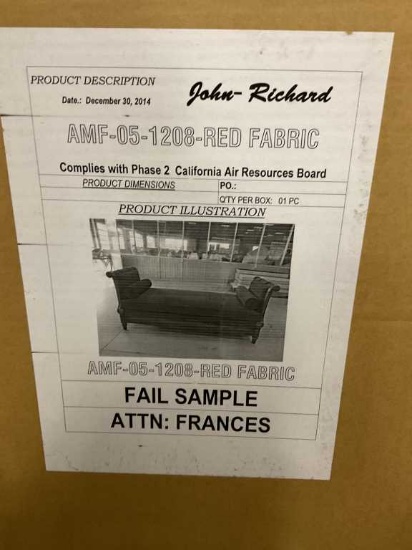 PRODUCT DESCRIPTION
John-Richard
Date.: December 30, 2014
AMF-05-1208-RED FABRIC
Complies with Phase 2 California Air Resources Board
PRODUCT DIMENSIONS
PO.:
Q'TY PER BOX: 01 PC
PRODUCT ILLUSTRATION
AMF-05-1208-RED FABRIC
FAIL SAMPLE
ATTN: FRANCES